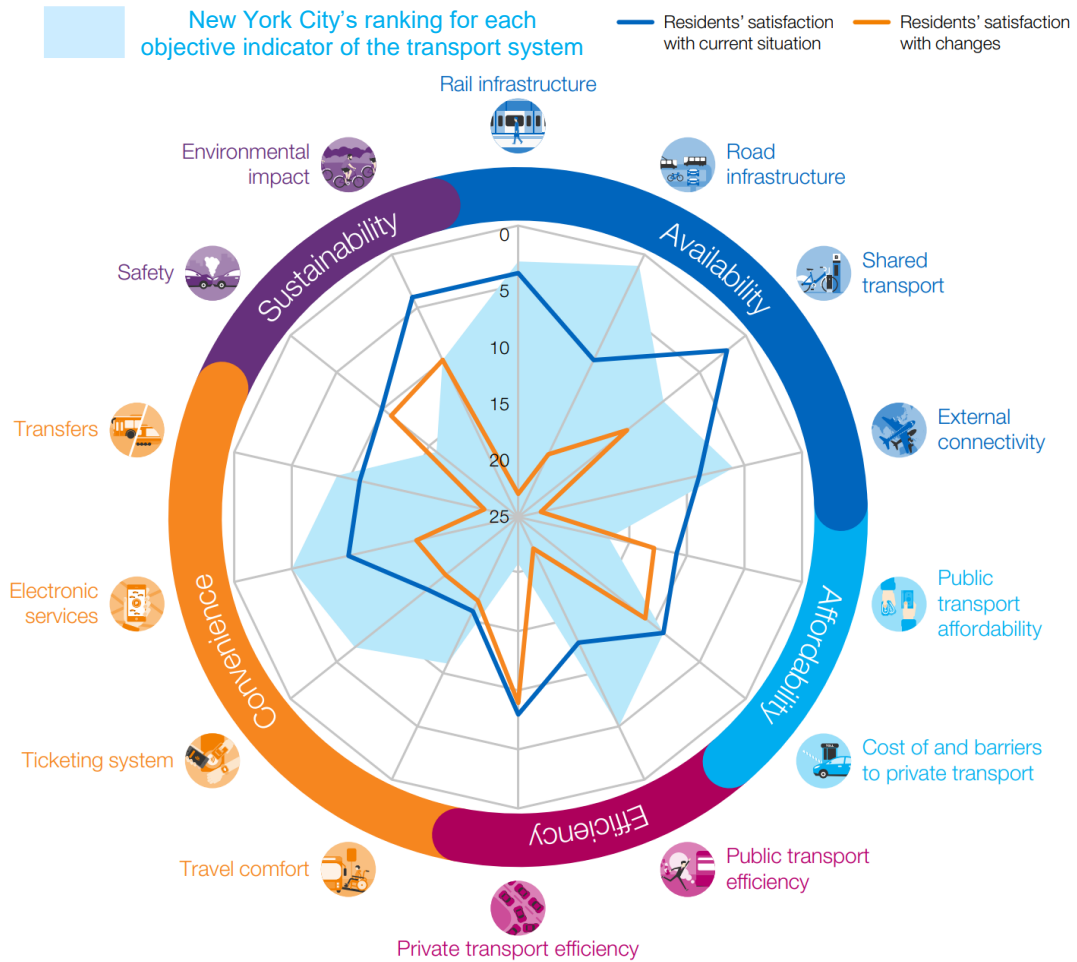 New York City's ranking for each
objective indicator of the transport system
Residents' satisfaction
with current situation
Residents' satisfaction
with changes
Rail infrastructure
Environmental
impact
Road
infrastructure
Safety
Shared
transport
Transfers
External
connectivity
Electronic
services
Public
transport
affordability
Ticketing system
Cost of and barriers
to private transport
Travel comfort
Public transport
efficiency
Private transport efficiency
Sustainability
Availability
Convenience
Affordability
Efficiency
0
5
10
15
20
25